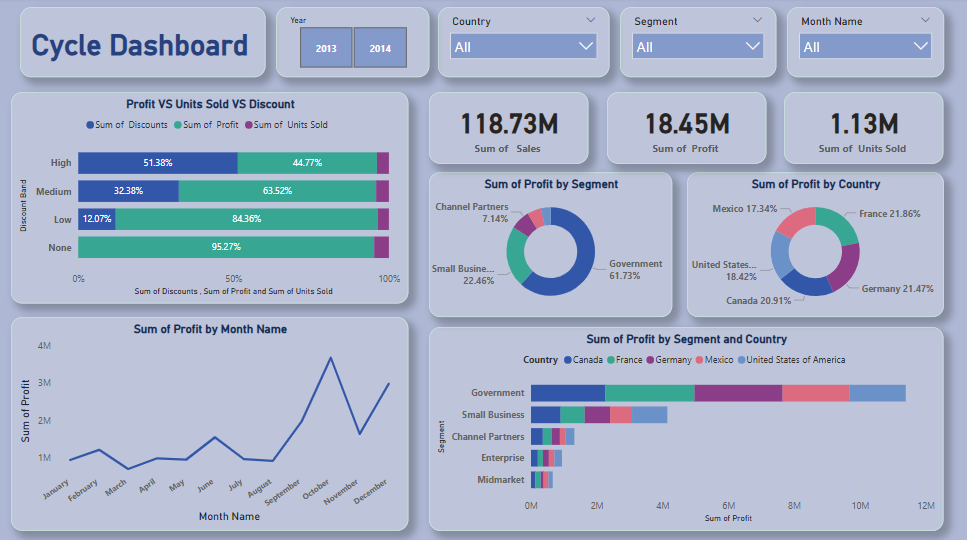 Cycle Dashboard
Year
2013
2014
Country
All
Segment
All
Month Name
All
Profit VS Units Sold VS Discount
Sum of Discounts Sum of Profit Sum of Units Sold
Discount Band
High 51.38% 44.77%
Medium 32.38% 63.52%
Low 12.07% 84.36%
None 95.27%
0% 50% 100%
Sum of Discounts , Sum of Profit and Sum of Units Sold
118.73M
Sum of Sales
18.45M
Sum of Profit
1.13M
Sum of Units Sold
Sum of Profit by Segment
Channel Partners
7.14%
Small Busine...
22.46%
Government
61.73%
Sum of Profit by Country
Mexico 17.34%
France 21.86%
United States...
18.42%
Germany 21.47%
Canada 20.91%
Sum of Profit by Month Name
Sum of Profit
4M
3M
2M
1M
January February March April May June July August September October November December
Month Name
Sum of Profit by Segment and Country
Country Canada France Germany Mexico United States of America
Segment
Government
Small Business
Channel Partners
Enterprise
Midmarket
0M 2M 4M 6M 8M 10M 12M
Sum of Profit